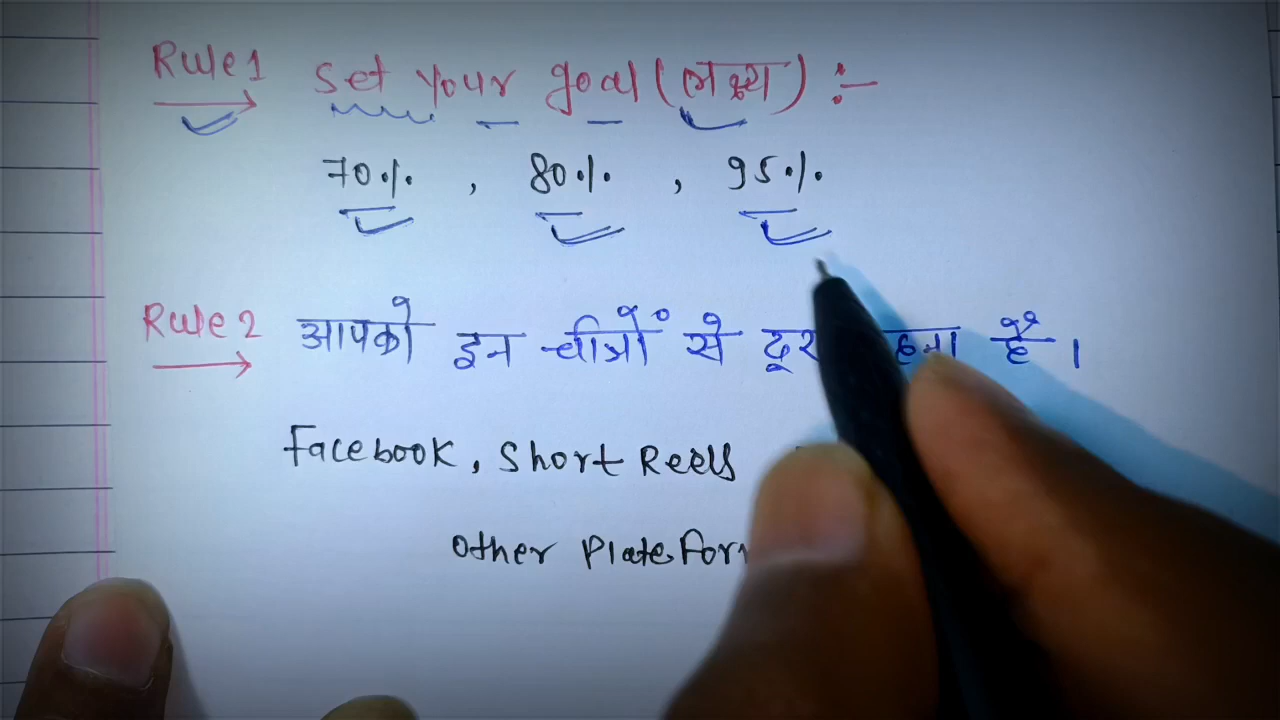 Rule 1 Set your goal (लक्ष्य) :-
70% , 80% , 95%
Rule 2 आपको इन चीजों से दूर है ।
Facebook, Short Reels
Other